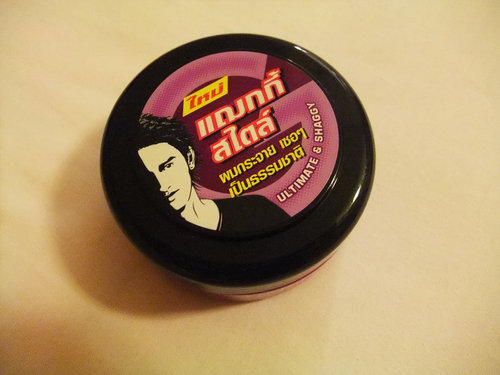 ใหม่
แฌกกี้
สไตล์
ผมกระจาย เซอๆ
เป็นธรรมชาติ
ULTIMATE & SHAGGY